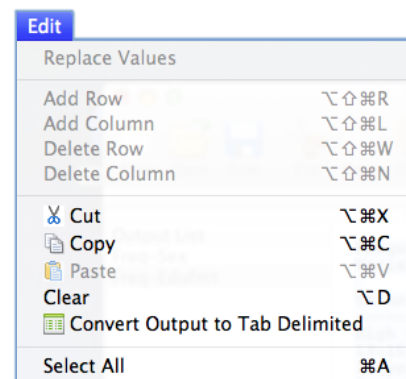 Edit
Replace Values
Add Row ⌥⇧⌘R
Add Column ⌥⇧⌘L
Delete Row ⌥⇧⌘W
Delete Column ⌥⇧⌘N
Cut ⌥⌘X
Copy ⌥⌘C
Paste ⌥⌘V
Clear ⌥D
Convert Output to Tab Delimited
Select All ⌘A